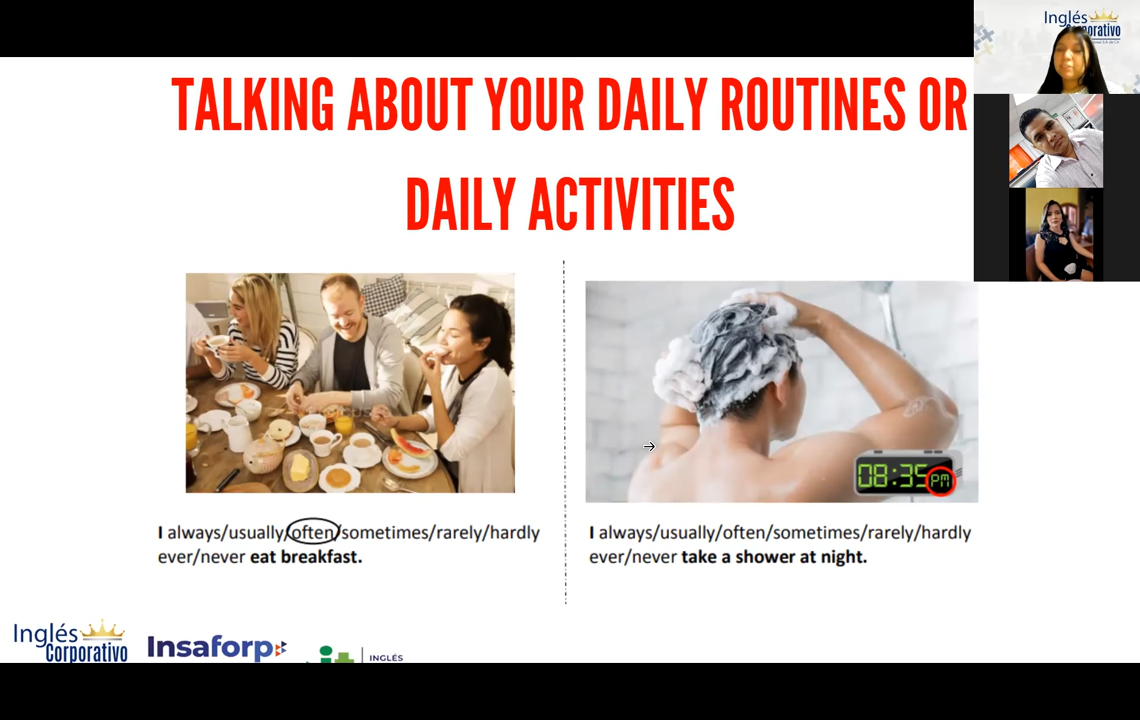 Inglés
Corporativo
TALKING ABOUT YOUR DAILY ROUTINES OR
DAILY ACTIVITIES
08:35 PM
I always/usually/often/sometimes/rarely/hardly
ever/never eat breakfast.
I always/usually/often/sometimes/rarely/hardly
ever/never take a shower at night.
Inglés
Corporativo
Insaforp
INGLÉS